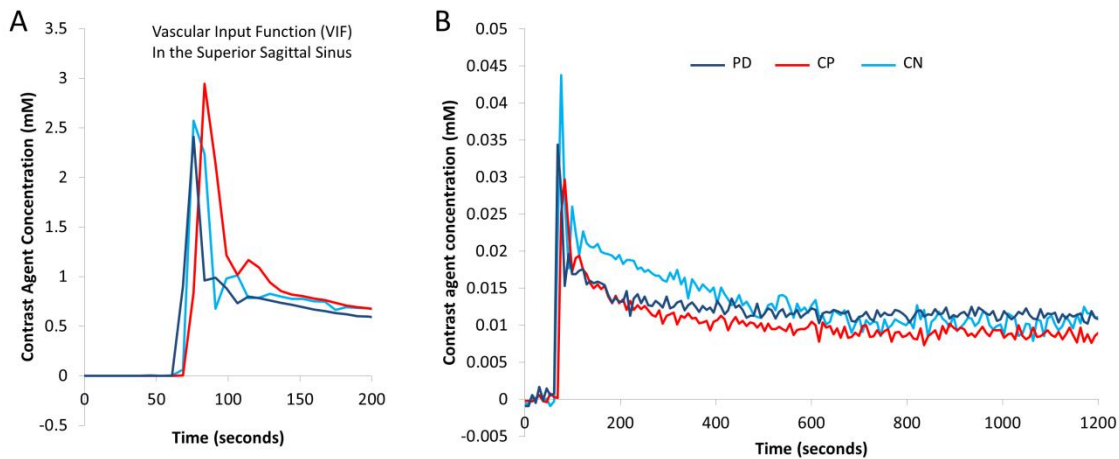 A
Vascular Input Function (VIF)
In the Superior Sagittal Sinus
Contrast Agent Concentration (mM)
3.5
3
2.5
2
1.5
1
0.5
0
-0.5
0
50
100
150
200
Time (seconds)
B
PD
CP
CN
Contrast agent concentration (mM)
0.045
0.04
0.035
0.03
0.025
0.02
0.015
0.01
0.005
0
-0.005
0
200
400
600
800
1000
1200
Time (seconds)